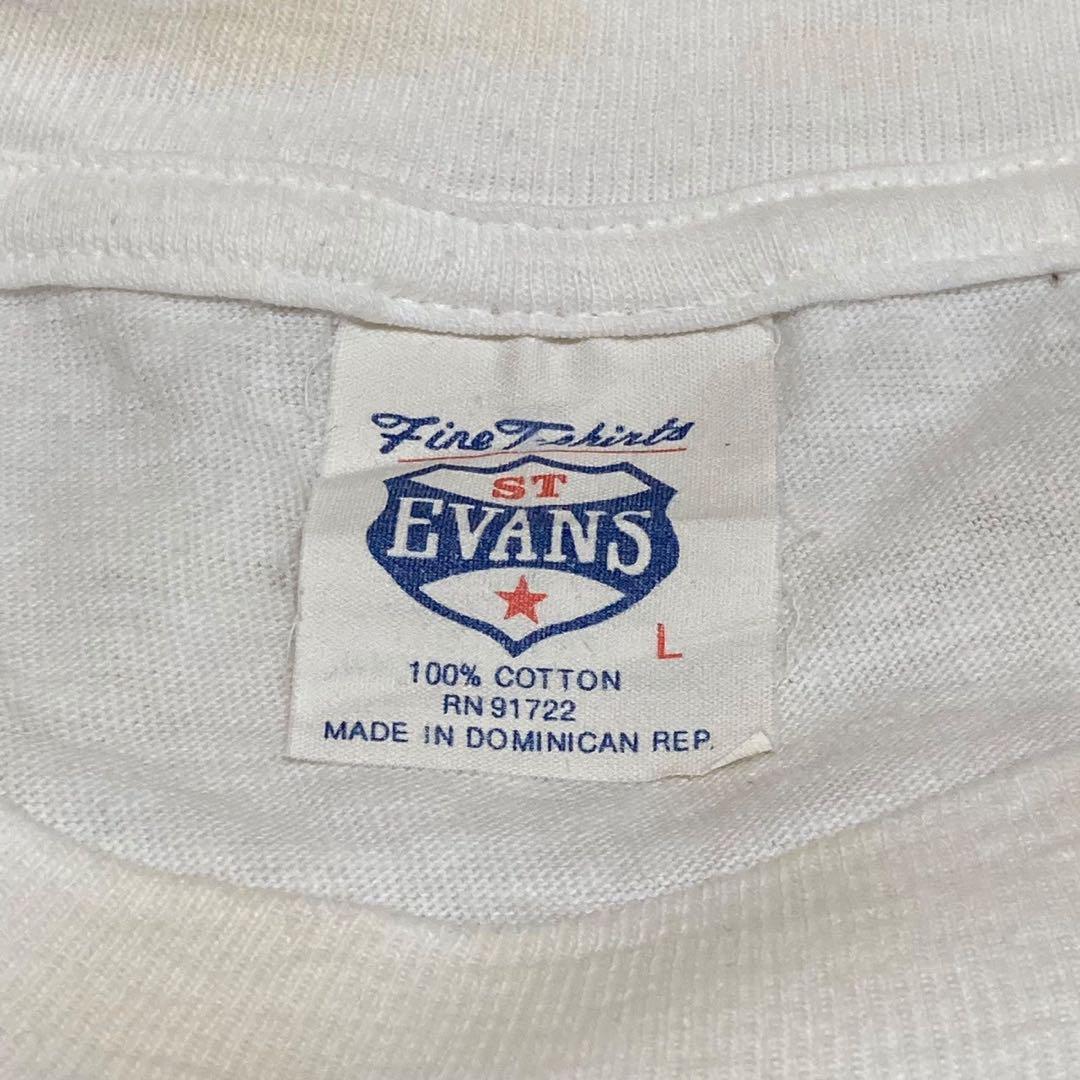 Fine T-shirts
ST
EVANS
L
100% COTTON
RN 91722
MADE IN DOMINICAN REP.